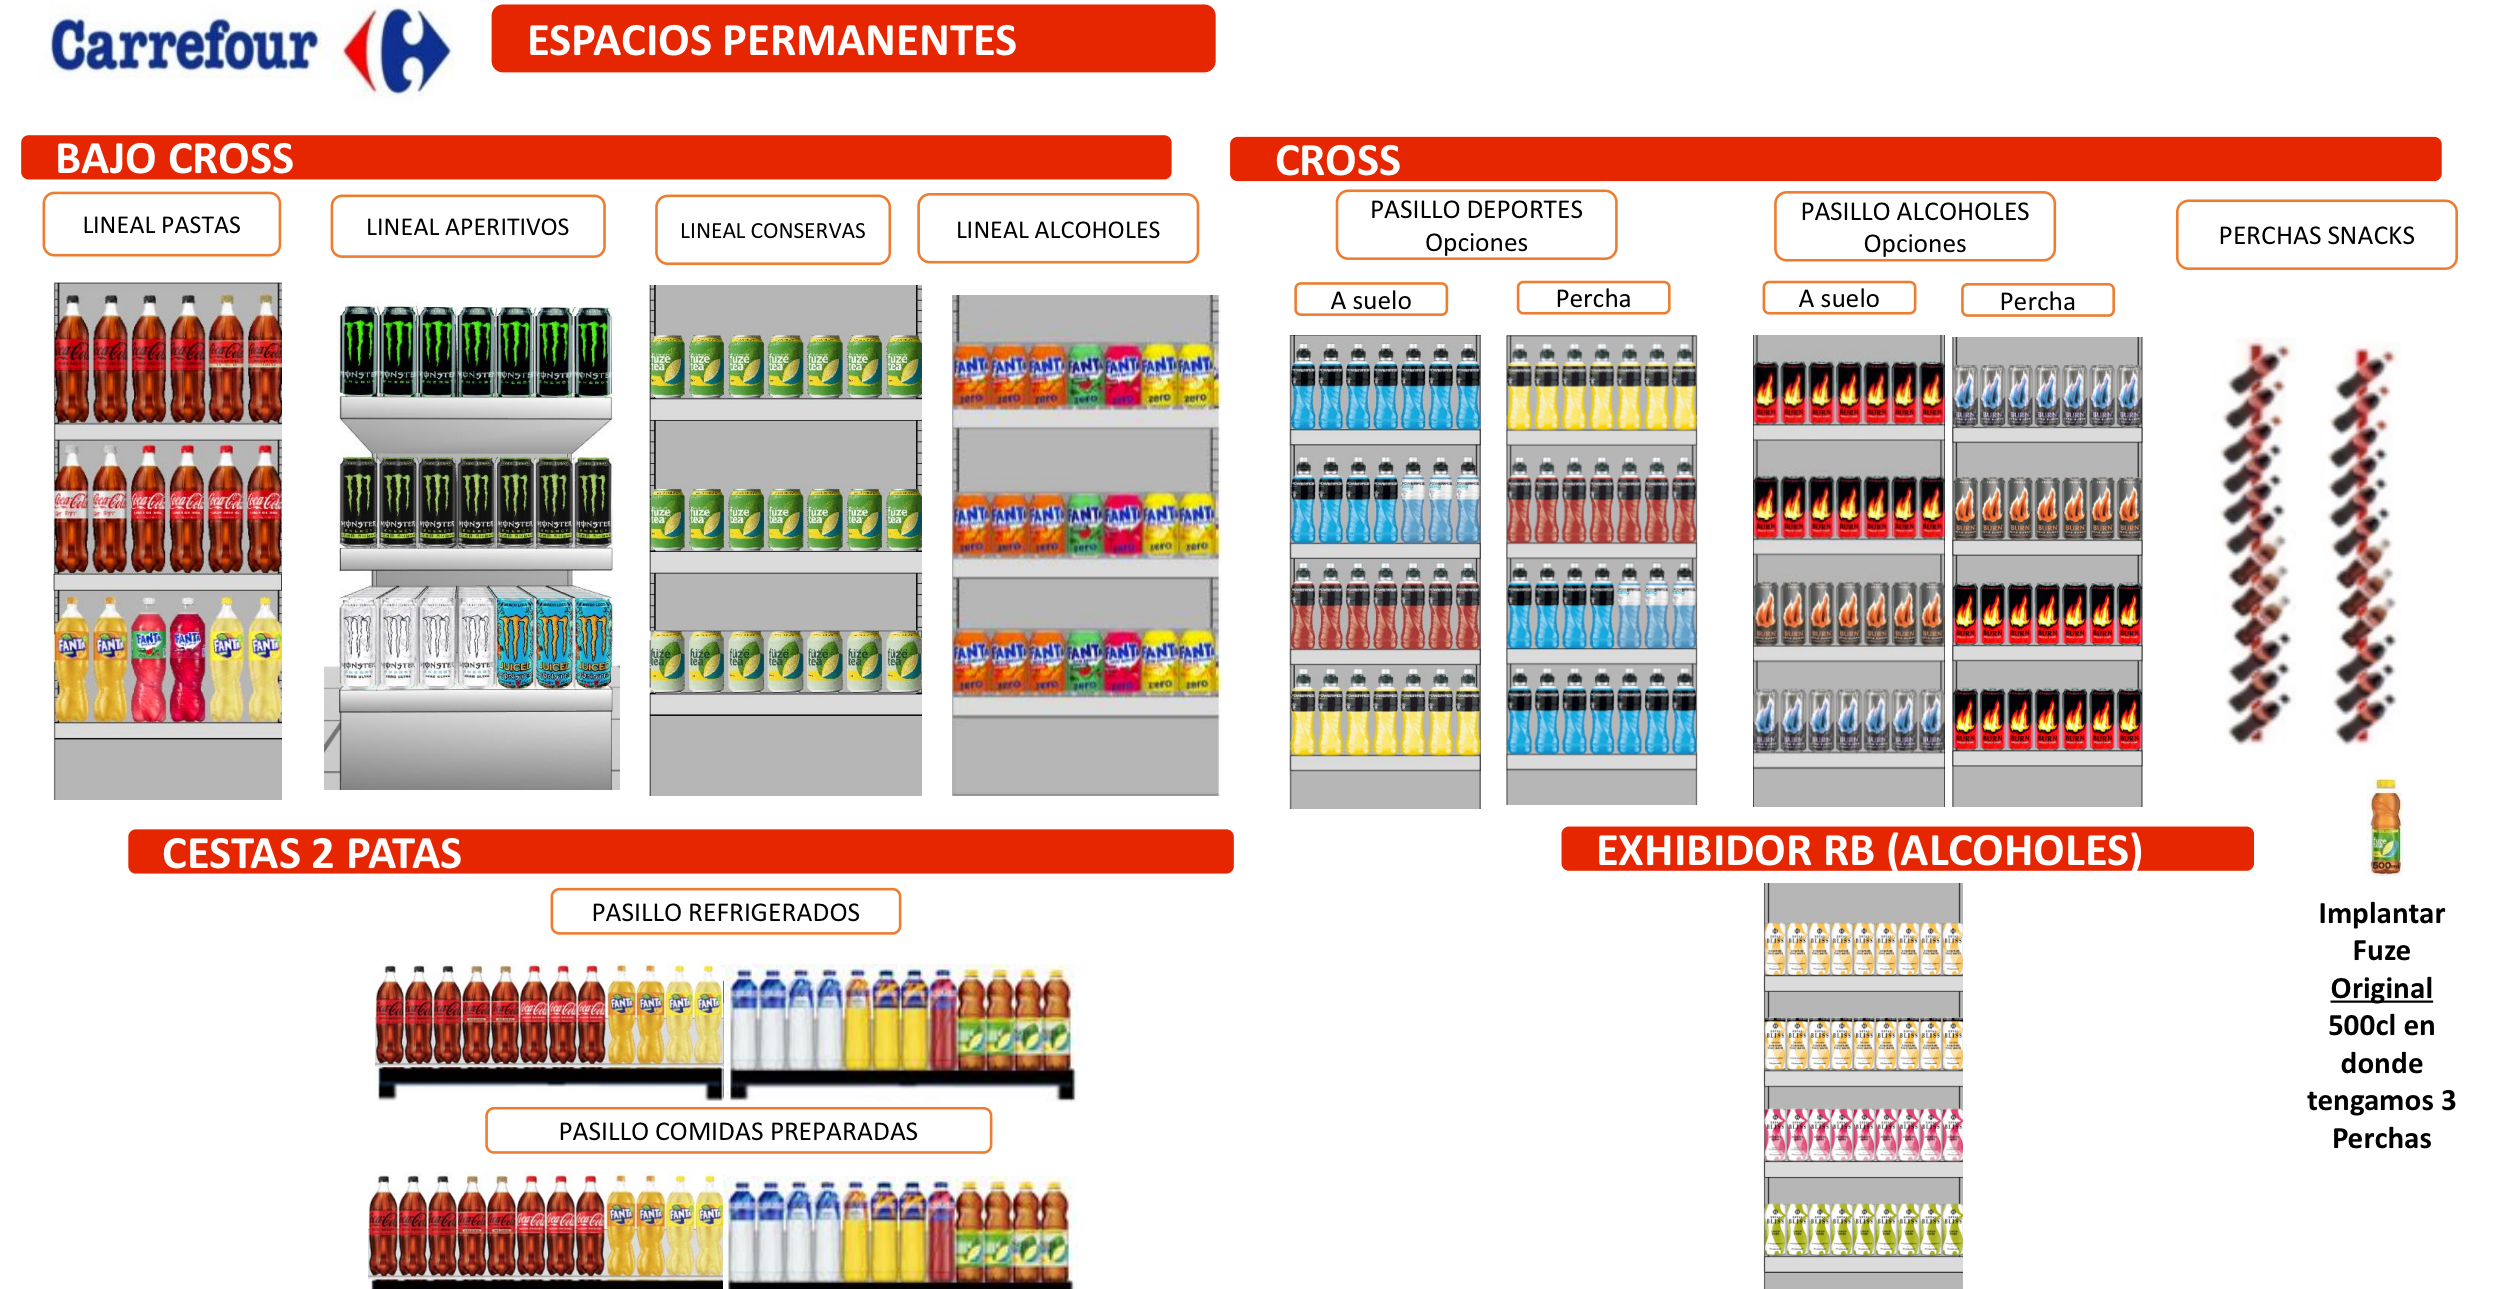 Carrefour
ESPACIOS PERMANENTES
BAJO CROSS
LINEAL PASTAS
LINEAL APERITIVOS
LINEAL CONSERVAS
LINEAL ALCOHOLES
CROSS
PASILLO DEPORTES
Opciones
A suelo
Percha
PASILLO ALCOHOLES
Opciones
A suelo
Percha
PERCHAS SNACKS
CESTAS 2 PATAS
PASILLO REFRIGERADOS
PASILLO COMIDAS PREPARADAS
EXHIBIDOR RB (ALCOHOLES)
Implantar
Fuze
Original
500cl en
donde
tengamos 3
Perchas